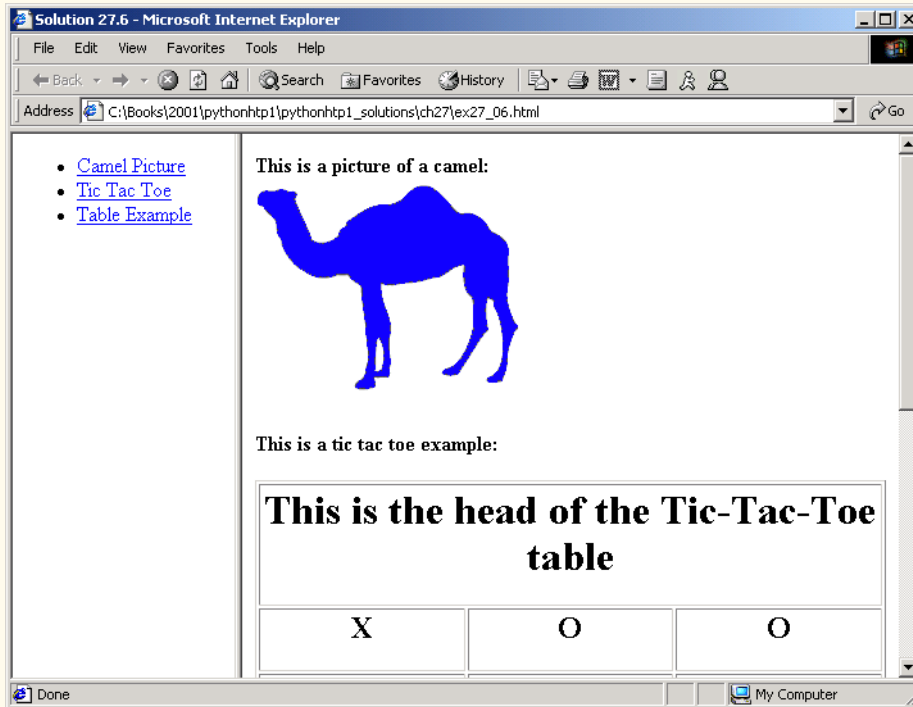 Solution 27.6 - Microsoft Internet Explorer
File Edit View Favorites Tools Help
Back Search Favorites History
Address C:\Books\2001\pythonhtp1\pythonhtp1_solutions\ch27\ex27_06.html Go
Camel Picture
Tic Tac Toe
Table Example
This is a picture of a camel:
This is a tic tac toe example:
This is the head of the Tic-Tac-Toe
table
X O O
Done My Computer